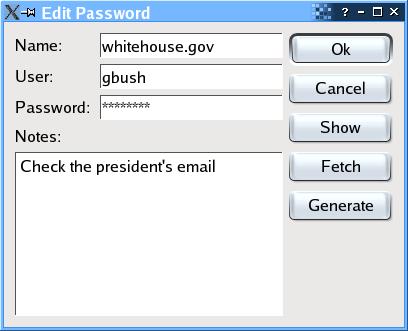 Edit Password
Name: whitehouse.gov
User: gbush
Password: ********
Notes:
Check the president's email
Ok
Cancel
Show
Fetch
Generate